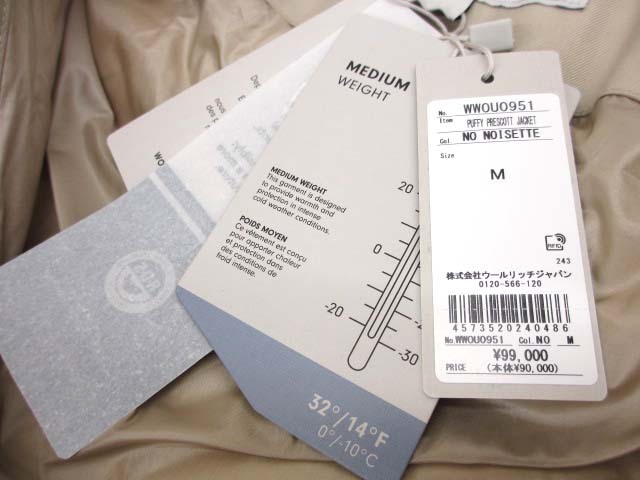 MEDIUM
WEIGHT
MEDIUM WEIGHT
This garment is designed
to provide warmth and
protection in intense
cold weather conditions.
POIDS MOYEN
Ce vêtement est conçu
pour apporter chaleur
et protection dans
des conditions de
froid intense.
20
0
-20
-30
32°/14°F
0°/-10°C
No. WWOU0951
Item PUFFY PRESCOTT JACKET
Col. NO NOISETTE
Size
M
RFID
243
株式会社ウールリッチジャパン
0120-566-120
4573520240486
No. WWOU0951 Col. NO M
¥99,000
PRICE (本体¥90,000)
WO